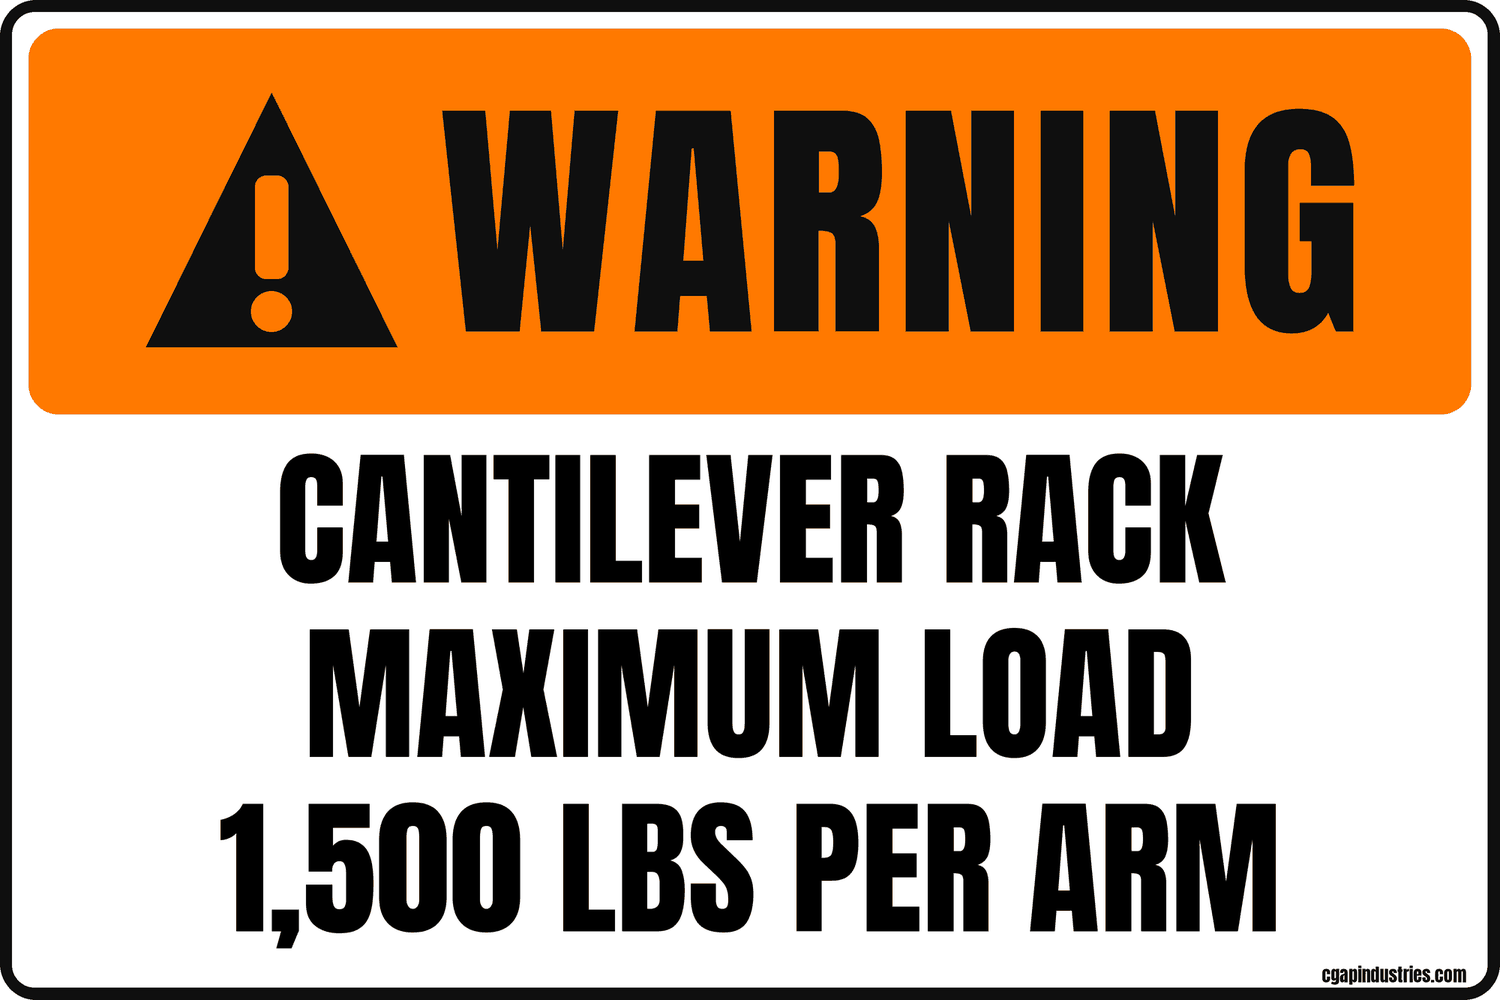 WARNING
CANTILEVER RACK
MAXIMUM LOAD
1,500 LBS PER ARM
cgapindustries.com